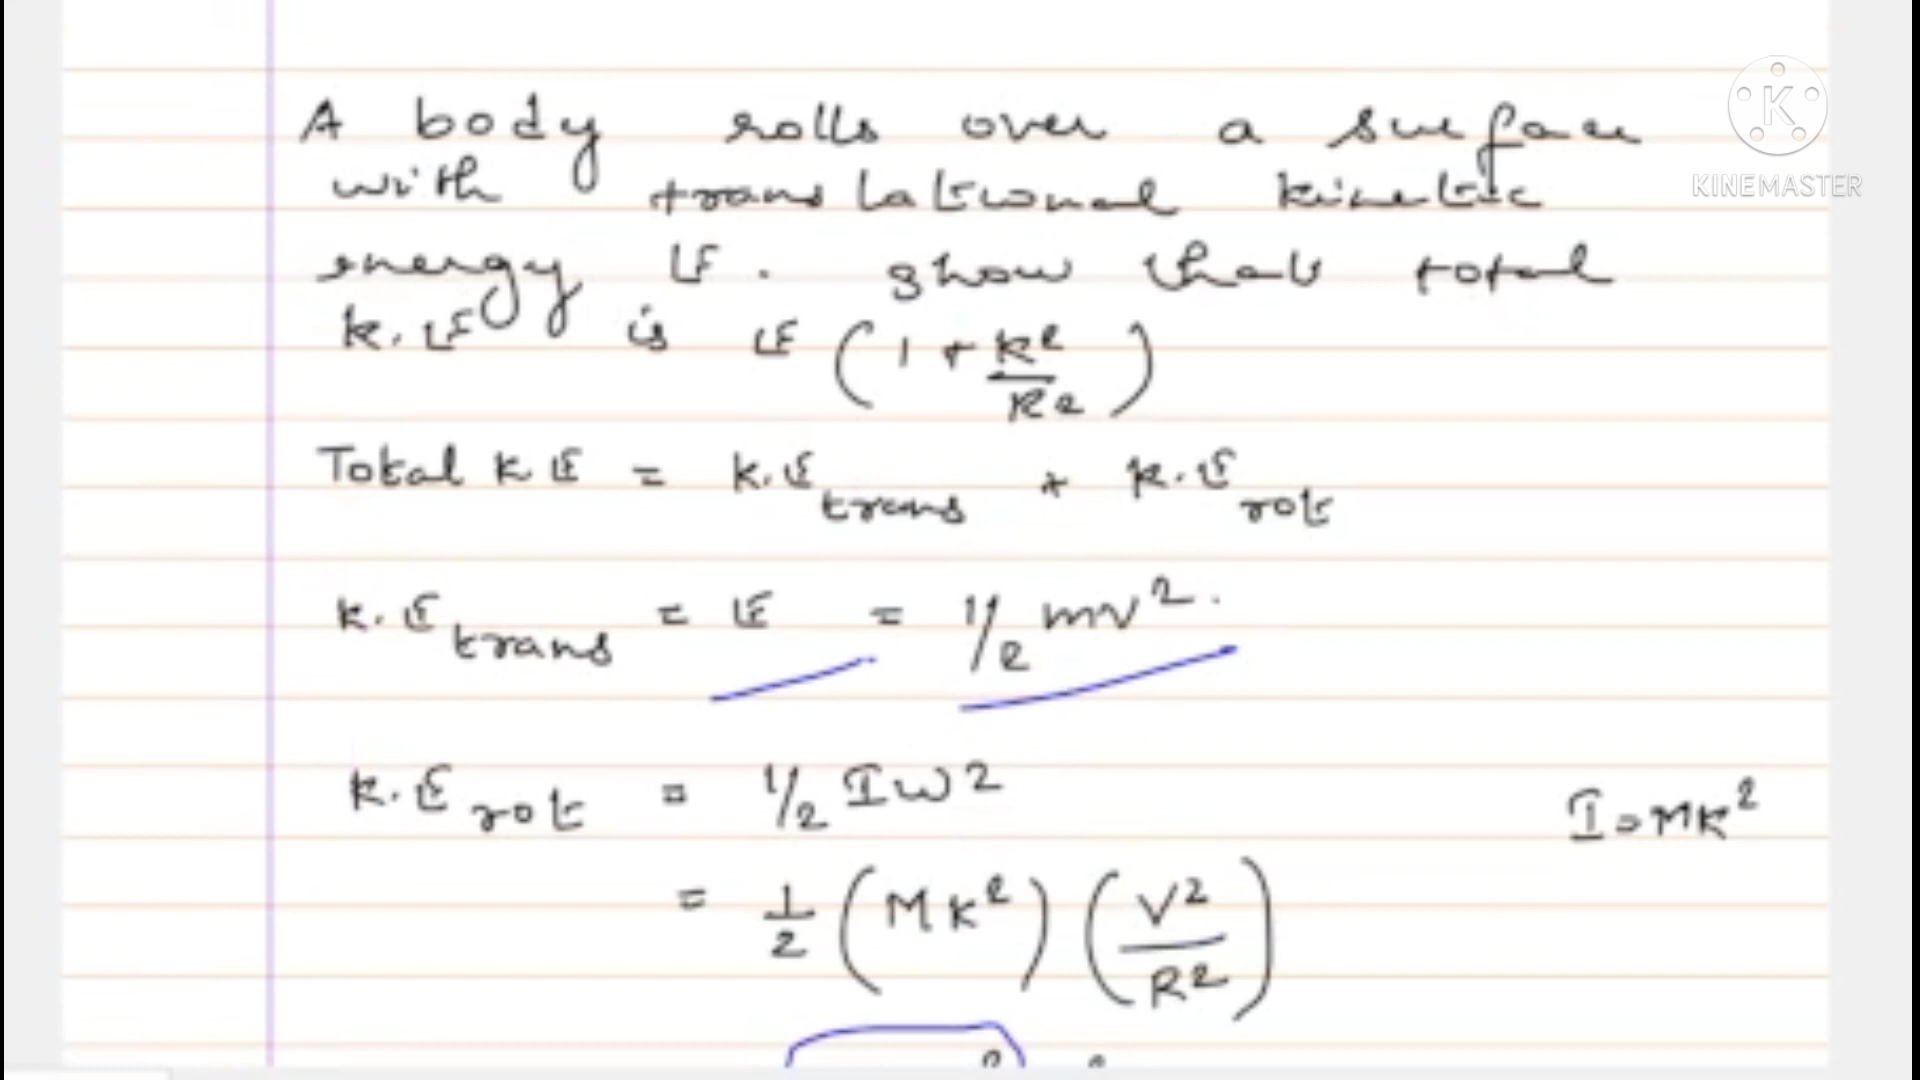 A body rolls over a surface
with translational kinetic
energy E. show that total
K.E is E (1 + K²/R²)
Total K.E = K.E trans + K.E rot
K.E trans = E = 1/2 mv².
K.E rot = 1/2 Iω²
I = MK²
= 1/2 (MK²) (V²/R²)
K
KINEMASTER